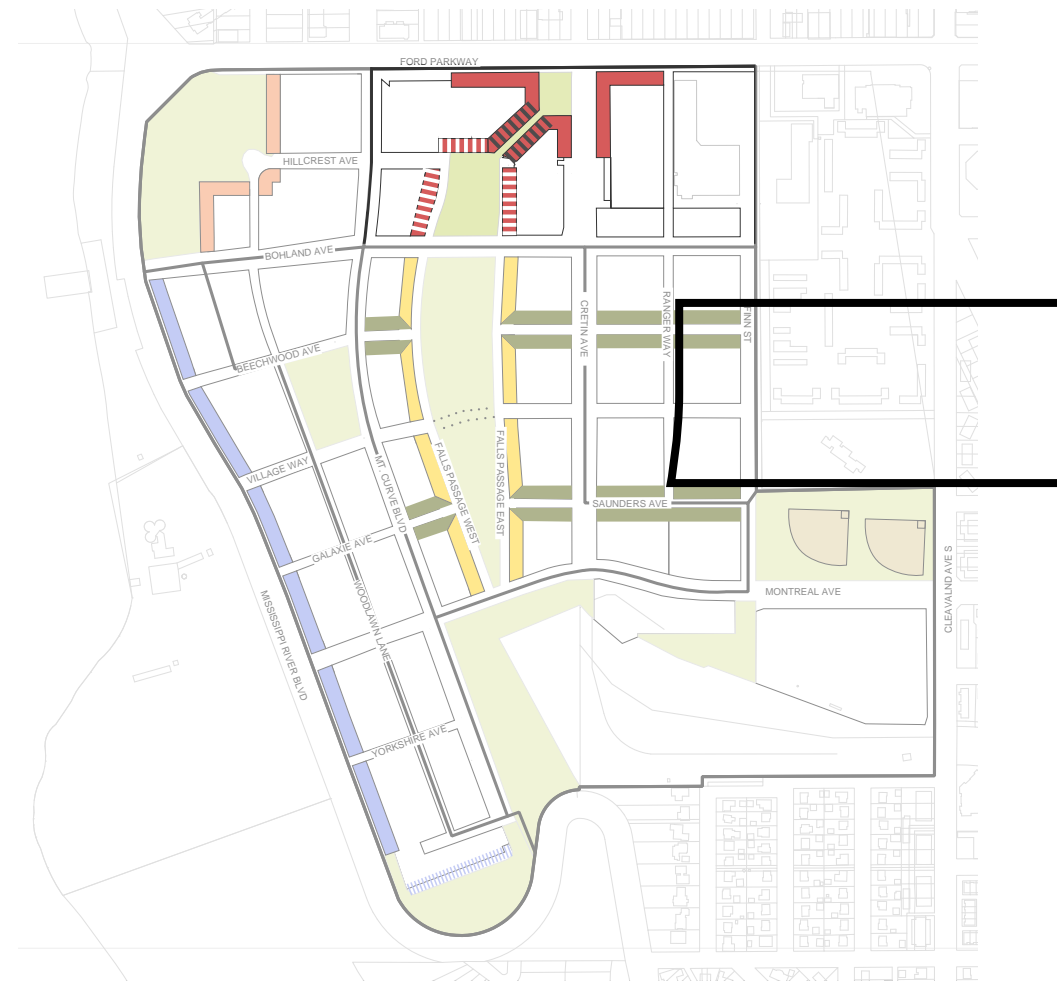 FORD PARKWAY
HILLCREST AVE
BOHLAND AVE
CRETIN AVE
RANGER WAY
FINN ST
BEECHWOOD AVE
FALLS PASSAGE WEST
FALLS PASSAGE EAST
MT. CURVE BLVD
VILLAGE WAY
SAUNDERS AVE
GALAXIE AVE
WOODLAWN LANE
MISSISSIPPI RIVER BLVD
MONTREAL AVE
CLEAVALND AVE S
YORKSHIRE AVE